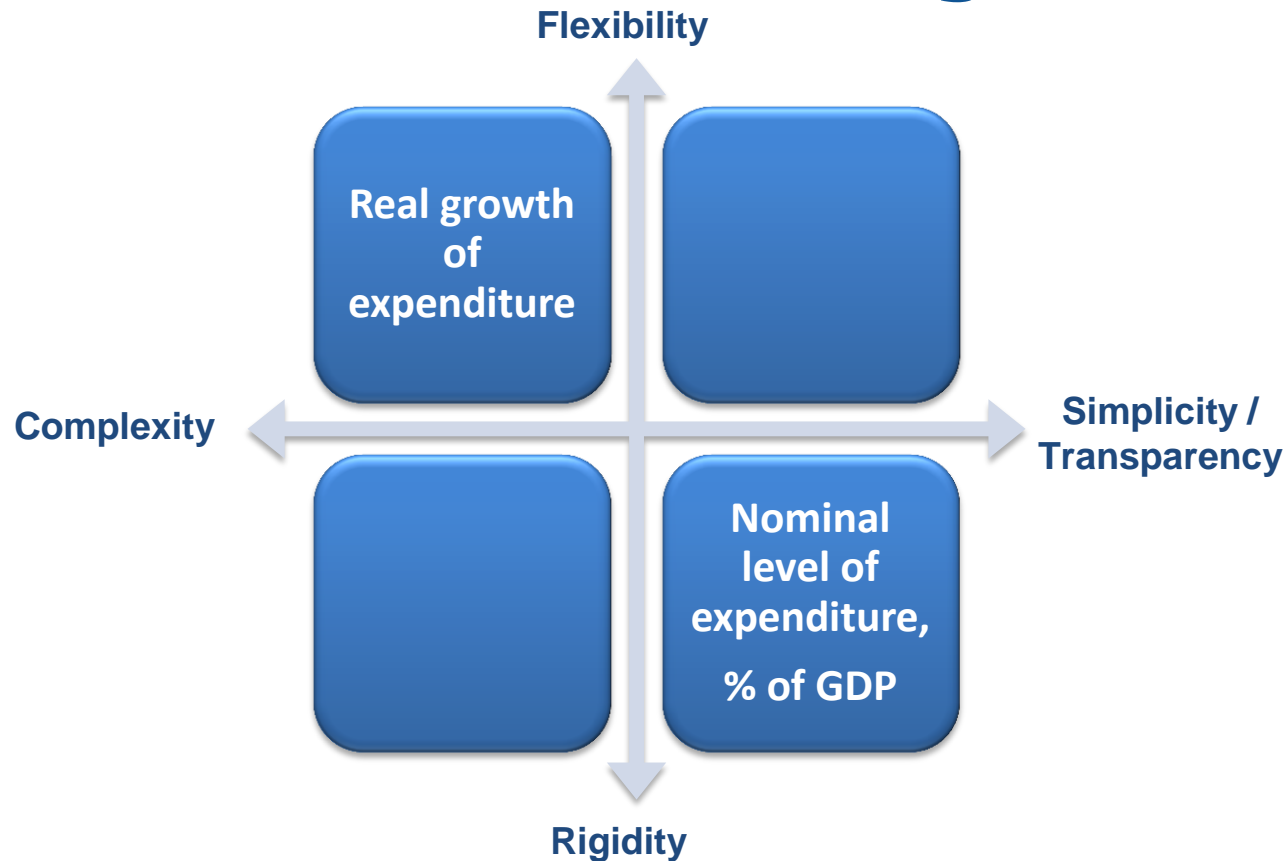 Flexibility
Real growth
of
expenditure
Complexity
Simplicity /
Transparency
Nominal
level of
expenditure,
% of GDP
Rigidity